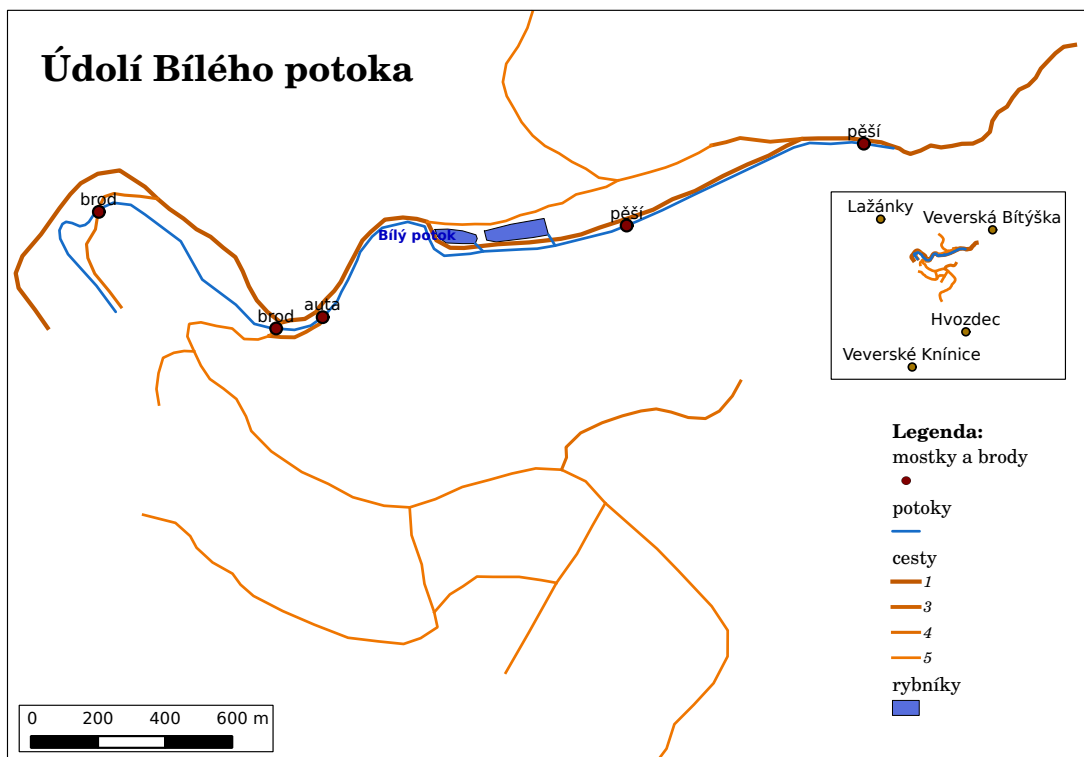 Údolí Bílého potoka
pěší
brod
Lažánky
Veverská Bítýška
pěší
Bílý potok
auta
brod
Hvozdec
Veverské Knínice
Legenda:
mostky a brody
potoky
cesty
1
3
4
5
rybníky
0 200 400 600 m